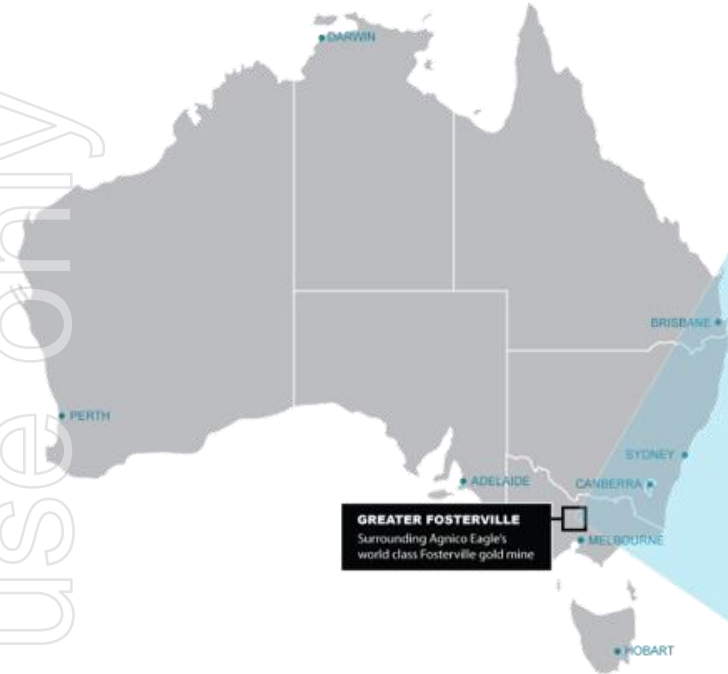 DARWIN
BRISBANE
PERTH
SYDNEY
ADELAIDE
CANBERRA
GREATER FOSTERVILLE
Surrounding Agnico Eagle's
world class Fosterville gold mine
MELBOURNE
HOBART
use only